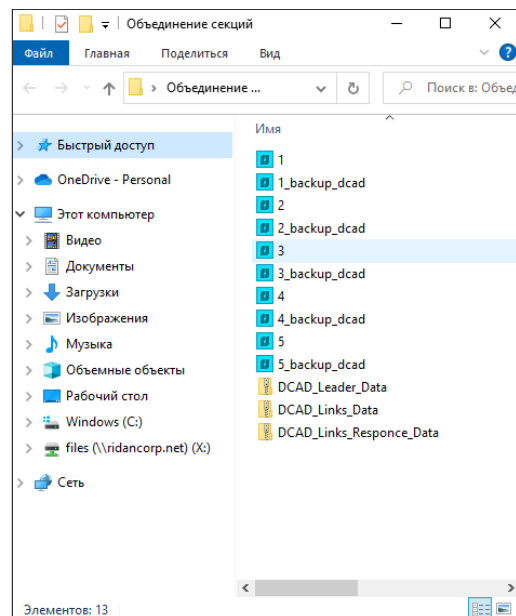 Объединение секций
Файл
Главная
Поделиться
Вид
Объединение ...
Поиск в: Объед
Имя
Быстрый доступ
OneDrive - Personal
Этот компьютер
Видео
Документы
Загрузки
Изображения
Музыка
Объемные объекты
Рабочий стол
Windows (C:)
files (\\ridancorp.net) (X:)
Сеть
1
1_backup_dcad
2
2_backup_dcad
3
3_backup_dcad
4
4_backup_dcad
5
5_backup_dcad
DCAD_Leader_Data
DCAD_Links_Data
DCAD_Links_Responce_Data
Элементов: 13